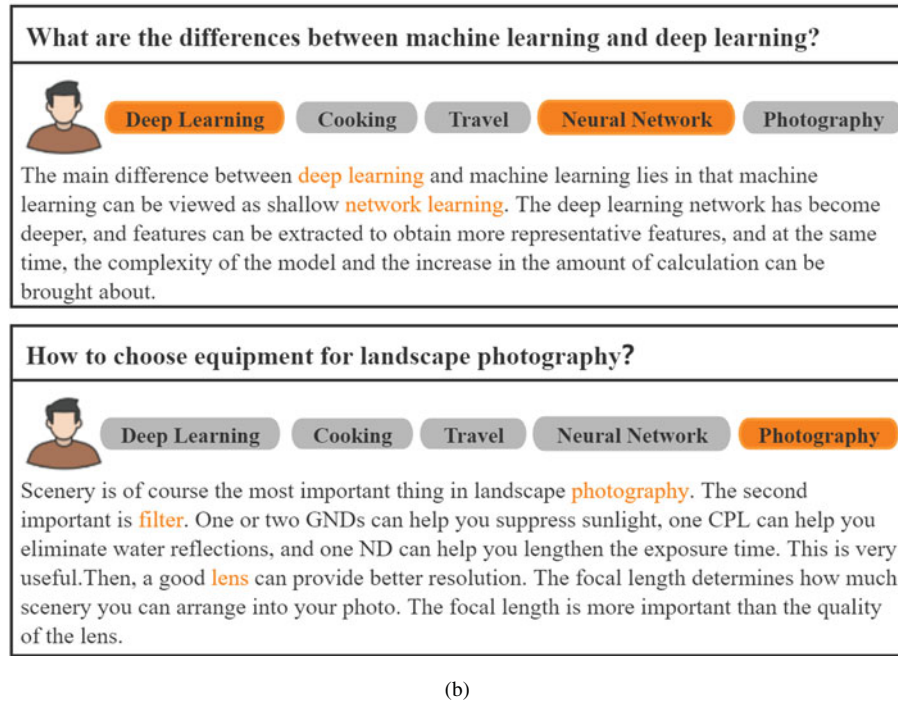 What are the differences between machine learning and deep learning?
Deep Learning Cooking Travel Neural Network Photography
The main difference between deep learning and machine learning lies in that machine
learning can be viewed as shallow network learning. The deep learning network has become
deeper, and features can be extracted to obtain more representative features, and at the same
time, the complexity of the model and the increase in the amount of calculation can be
brought about.
How to choose equipment for landscape photography?
Deep Learning Cooking Travel Neural Network Photography
Scenery is of course the most important thing in landscape photography. The second
important is filter. One or two GNDs can help you suppress sunlight, one CPL can help you
eliminate water reflections, and one ND can help you lengthen the exposure time. This is very
useful.Then, a good lens can provide better resolution. The focal length determines how much
scenery you can arrange into your photo. The focal length is more important than the quality
of the lens.
(b)